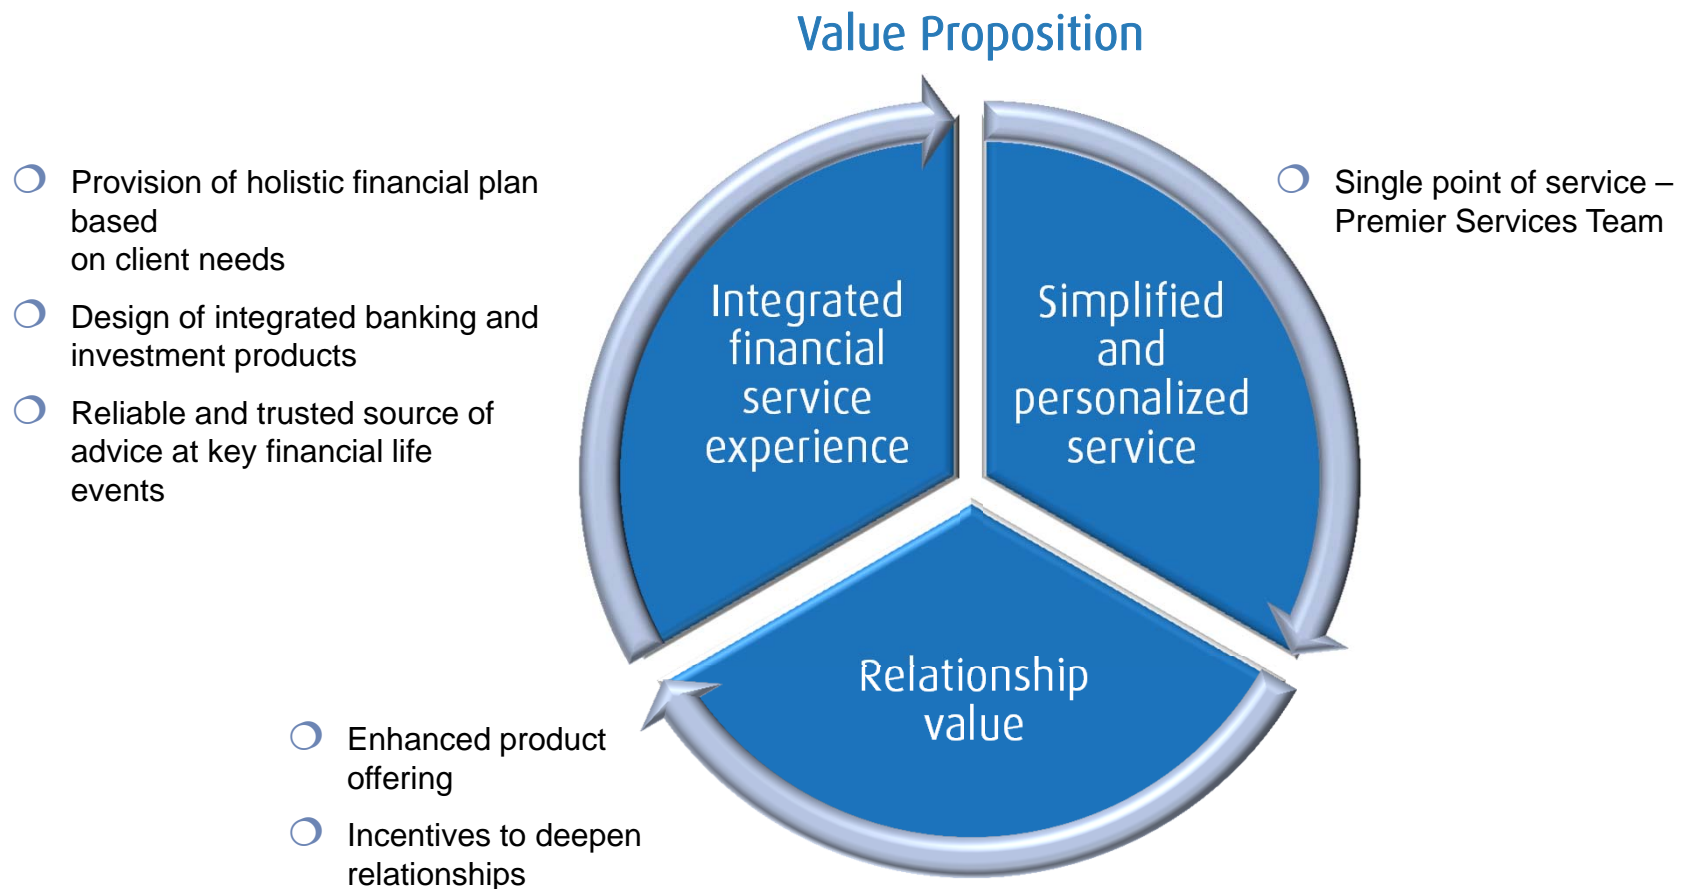 Value Proposition
Provision of holistic financial plan
based
on client needs
Design of integrated banking and
investment products
Reliable and trusted source of
advice at key financial life
events
Integrated
financial
service
experience
Simplified
and
personalized
service
Single point of service –
Premier Services Team
Relationship
value
Enhanced product
offering
Incentives to deepen
relationships